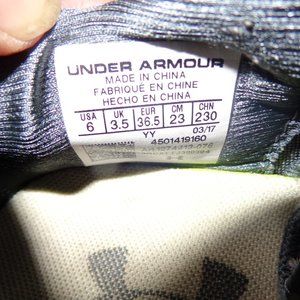 UNDER ARMOUR
MADE IN CHINA
FABRIQUÉ EN CHINE
HECHO EN CHINA
USA UK EUR CM CHN
6 3.5 36.5 23 230
YY 03/17
4501419160